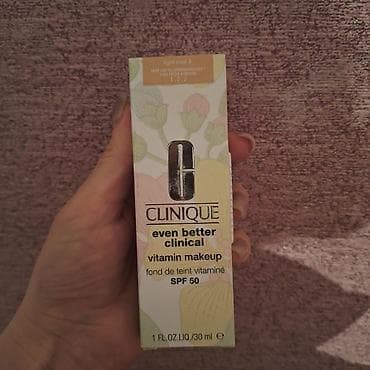 CLINIQUE
even better
clinical
vitamin makeup
fond de teint vitaminé
SPF 50
1 FL.OZ.LIQ./30 ml ℮